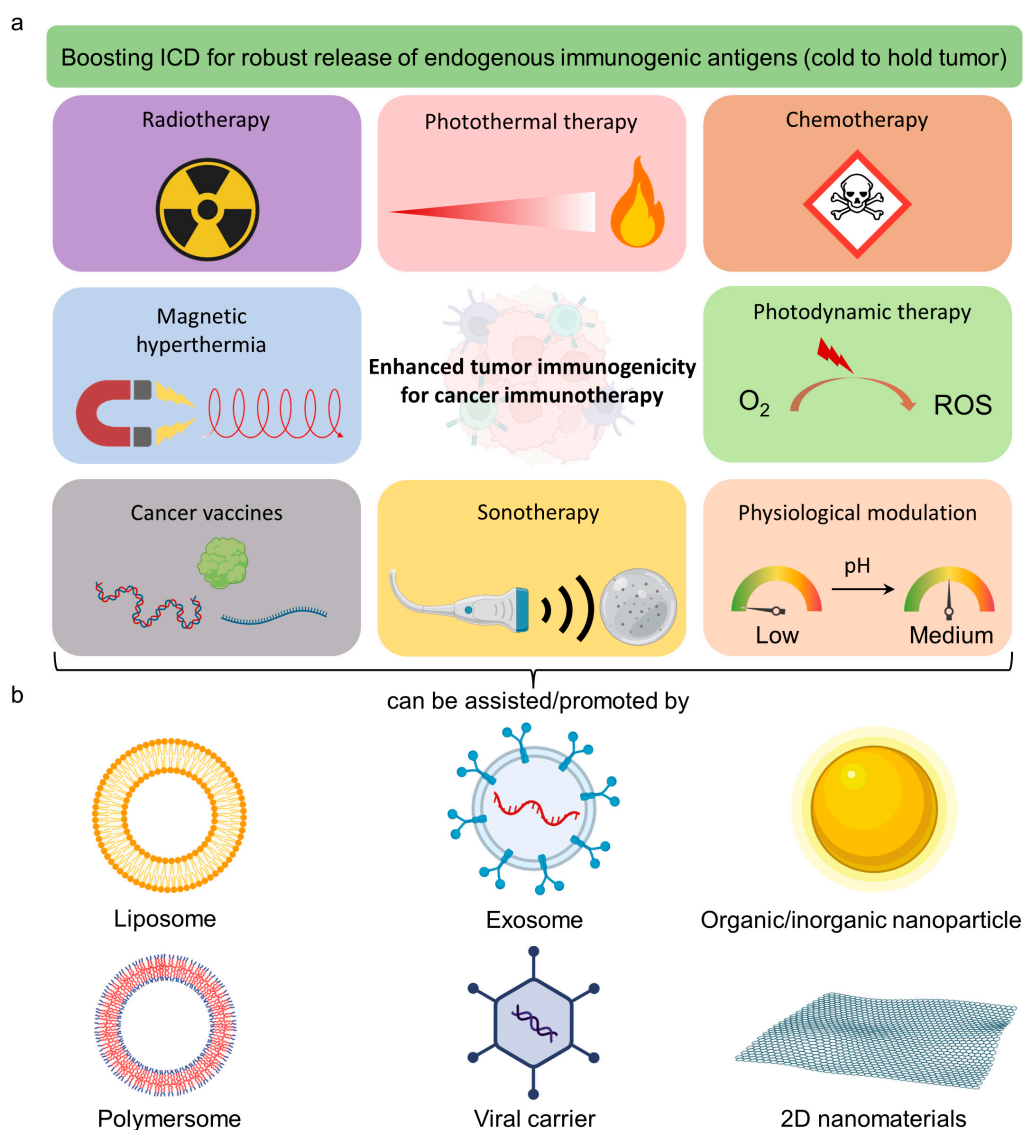 a
Boosting ICD for robust release of endogenous immunogenic antigens (cold to hold tumor)
Radiotherapy
Photothermal therapy
Chemotherapy
Magnetic
hyperthermia
Enhanced tumor immunogenicity
for cancer immunotherapy
Photodynamic therapy
O₂
ROS
Cancer vaccines
Sonotherapy
Physiological modulation
pH
Low
Medium
b
can be assisted/promoted by
Liposome
Exosome
Organic/inorganic nanoparticle
Polymersome
Viral carrier
2D nanomaterials